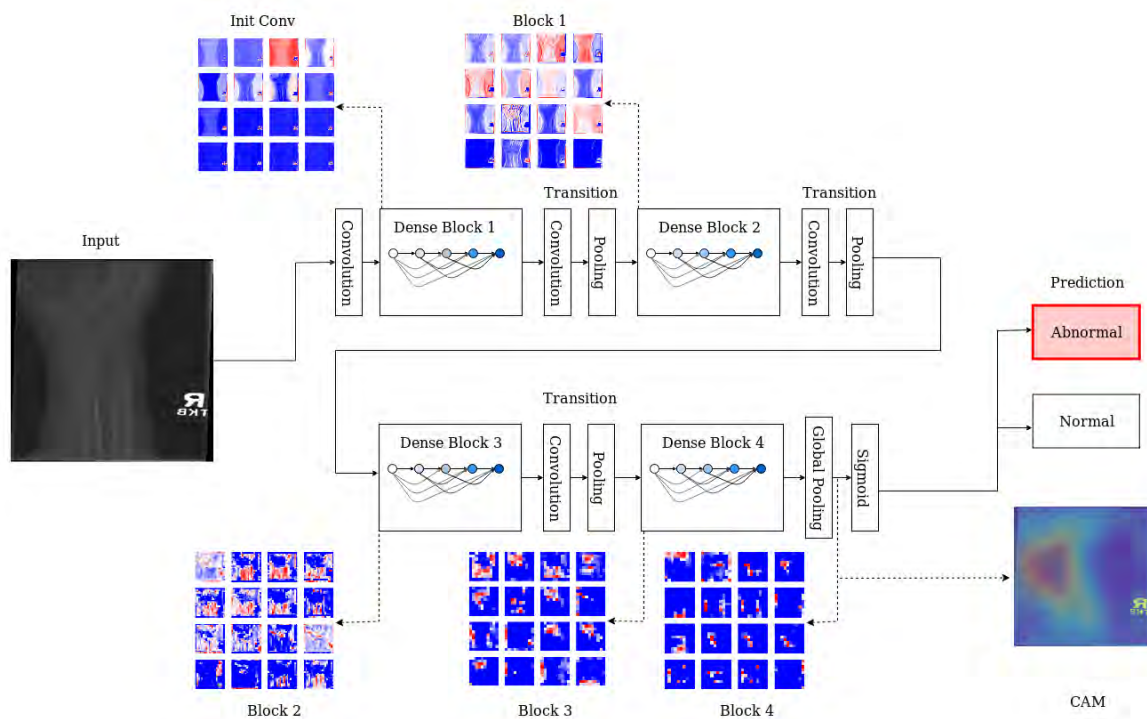 Init Conv
Block 1
Input
Convolution
Dense Block 1
Transition
Convolution
Pooling
Dense Block 2
Transition
Convolution
Pooling
Prediction
Abnormal
Normal
R
TKB
Dense Block 3
Transition
Convolution
Pooling
Dense Block 4
Global Pooling
Sigmoid
Block 2
Block 3
Block 4
CAM